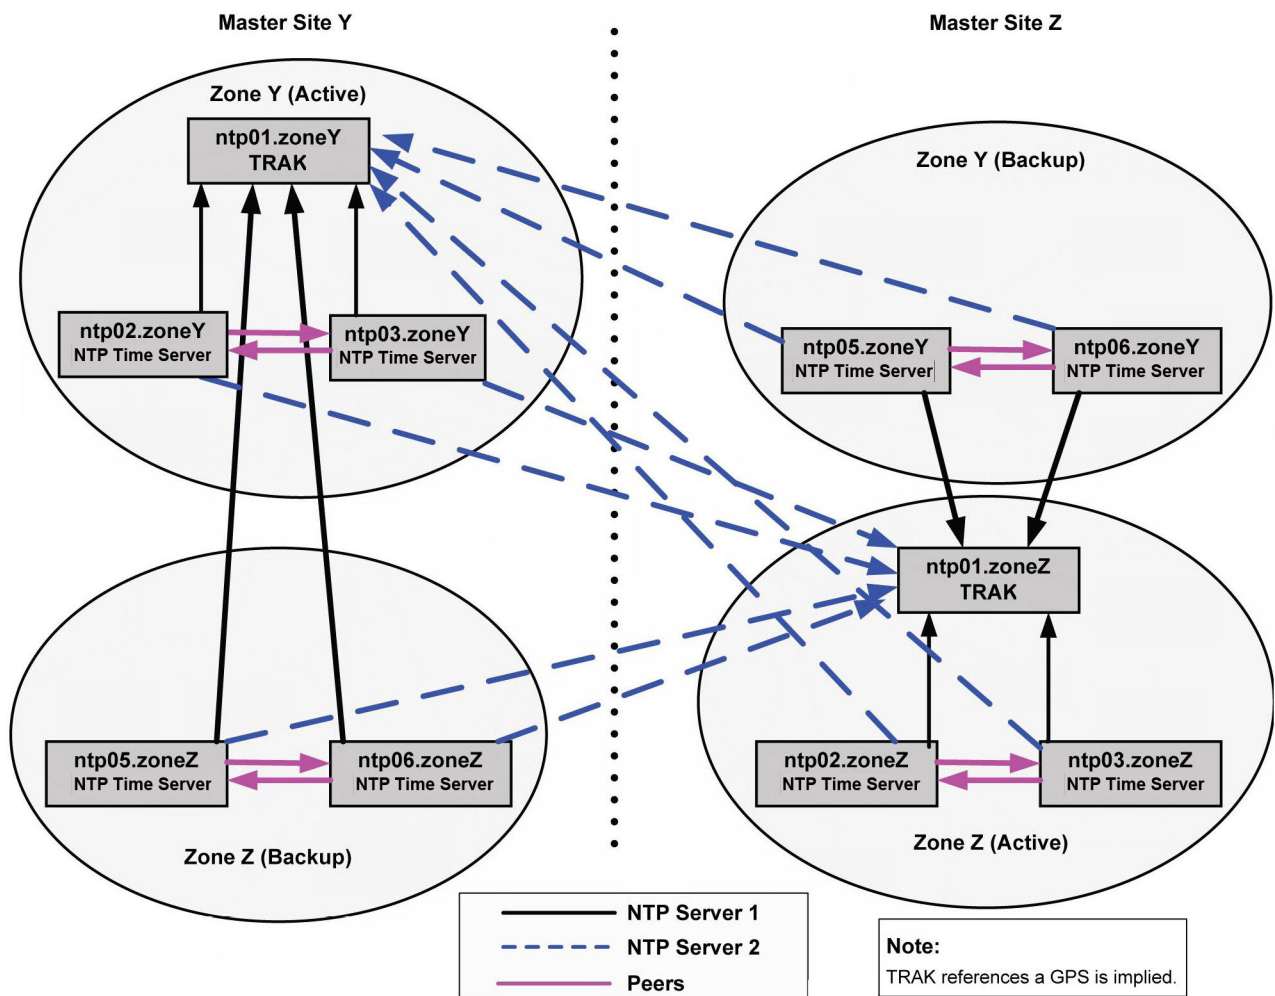 Master Site Y
Master Site Z
Zone Y (Active)
ntp01.zoneY
TRAK
Zone Y (Backup)
ntp02.zoneY
NTP Time Server
ntp03.zoneY
NTP Time Server
ntp05.zoneY
NTP Time Server
ntp06.zoneY
NTP Time Server
ntp01.zoneZ
TRAK
ntp05.zoneZ
NTP Time Server
ntp06.zoneZ
NTP Time Server
ntp02.zoneZ
NTP Time Server
ntp03.zoneZ
NTP Time Server
Zone Z (Backup)
Zone Z (Active)
NTP Server 1
NTP Server 2
Peers
Note:
TRAK references a GPS is implied.